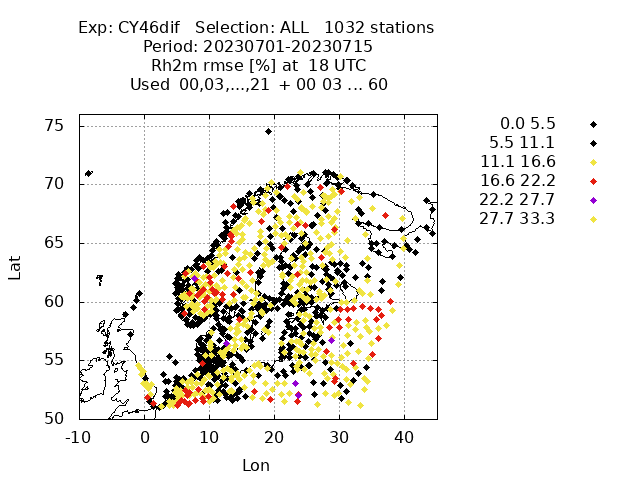 Exp: CY46dif Selection: ALL 1032 stations
Period: 20230701-20230715
Rh2m rmse [%] at 18 UTC
Used 00,03,...,21 + 00 03 ... 60
0.0 5.5
5.5 11.1
11.1 16.6
16.6 22.2
22.2 27.7
27.7 33.3
75
70
65
60
55
50
Lat
-10 0 10 20 30 40
Lon